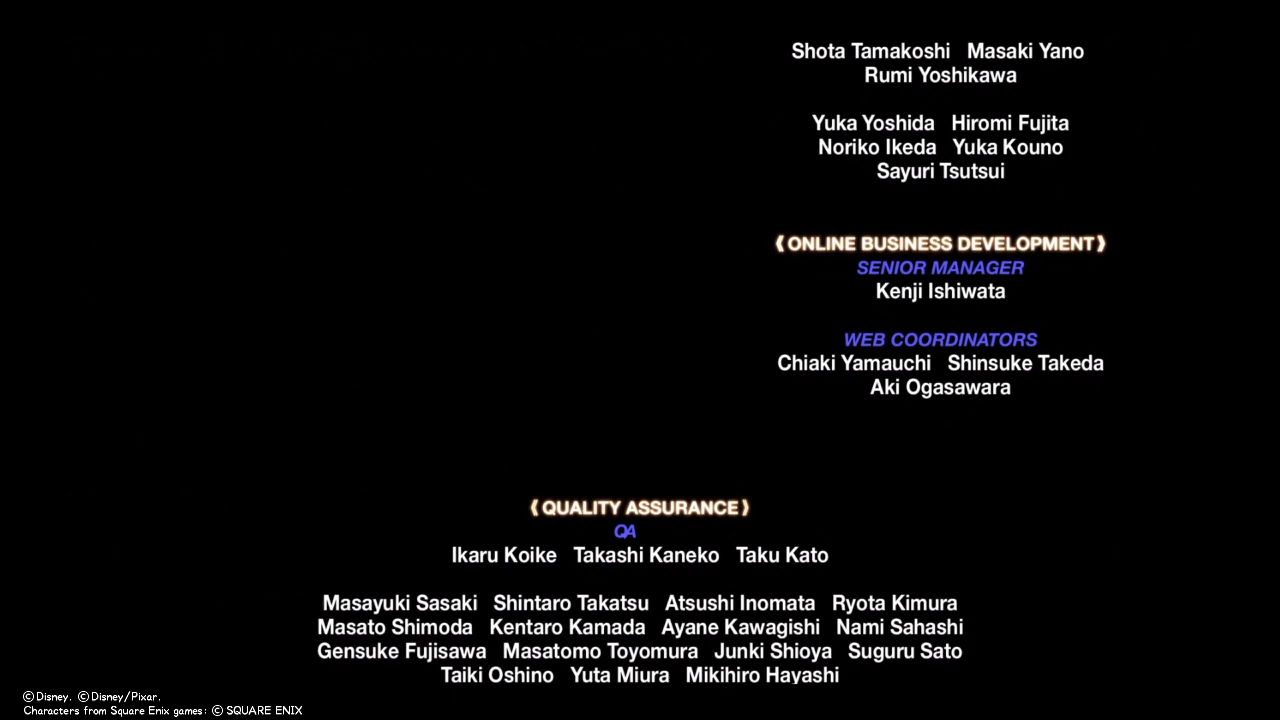 Shota Tamakoshi Masaki Yano
Rumi Yoshikawa
Yuka Yoshida Hiromi Fujita
Noriko Ikeda Yuka Kouno
Sayuri Tsutsui
《ONLINE BUSINESS DEVELOPMENT》
SENIOR MANAGER
Kenji Ishiwata
WEB COORDINATORS
Chiaki Yamauchi Shinsuke Takeda
Aki Ogasawara
《QUALITY ASSURANCE》
QA
Ikaru Koike Takashi Kaneko Taku Kato
Masayuki Sasaki Shintaro Takatsu Atsushi Inomata Ryota Kimura
Masato Shimoda Kentaro Kamada Ayane Kawagishi Nami Sahashi
Gensuke Fujisawa Masatomo Toyomura Junki Shioya Suguru Sato
Taiki Oshino Yuta Miura Mikihiro Hayashi
©Disney. ©Disney/Pixar.
Characters from Square Enix games: © SQUARE ENIX